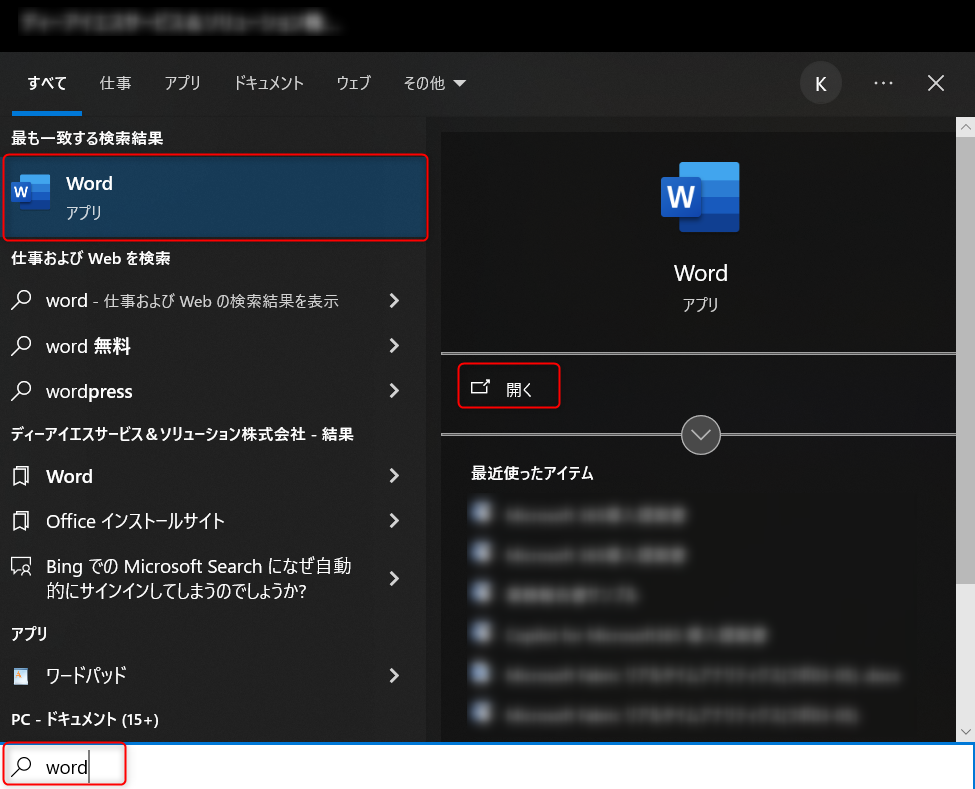 すべて 仕事 アプリ ドキュメント ウェブ その他 K ...
最も一致する検索結果
W
Word
アプリ
仕事および Web を検索
word - 仕事および Web の検索結果を表示
word 無料
wordpress
ディーアイエスサービス＆ソリューション株式会社 - 結果
Word
Office インストールサイト
Bing での Microsoft Search になぜ自動
的にサインインしてしまうのでしょうか?
アプリ
ワードパッド
PC - ドキュメント (15+)
word
W
Word
アプリ
開く
最近使ったアイテム